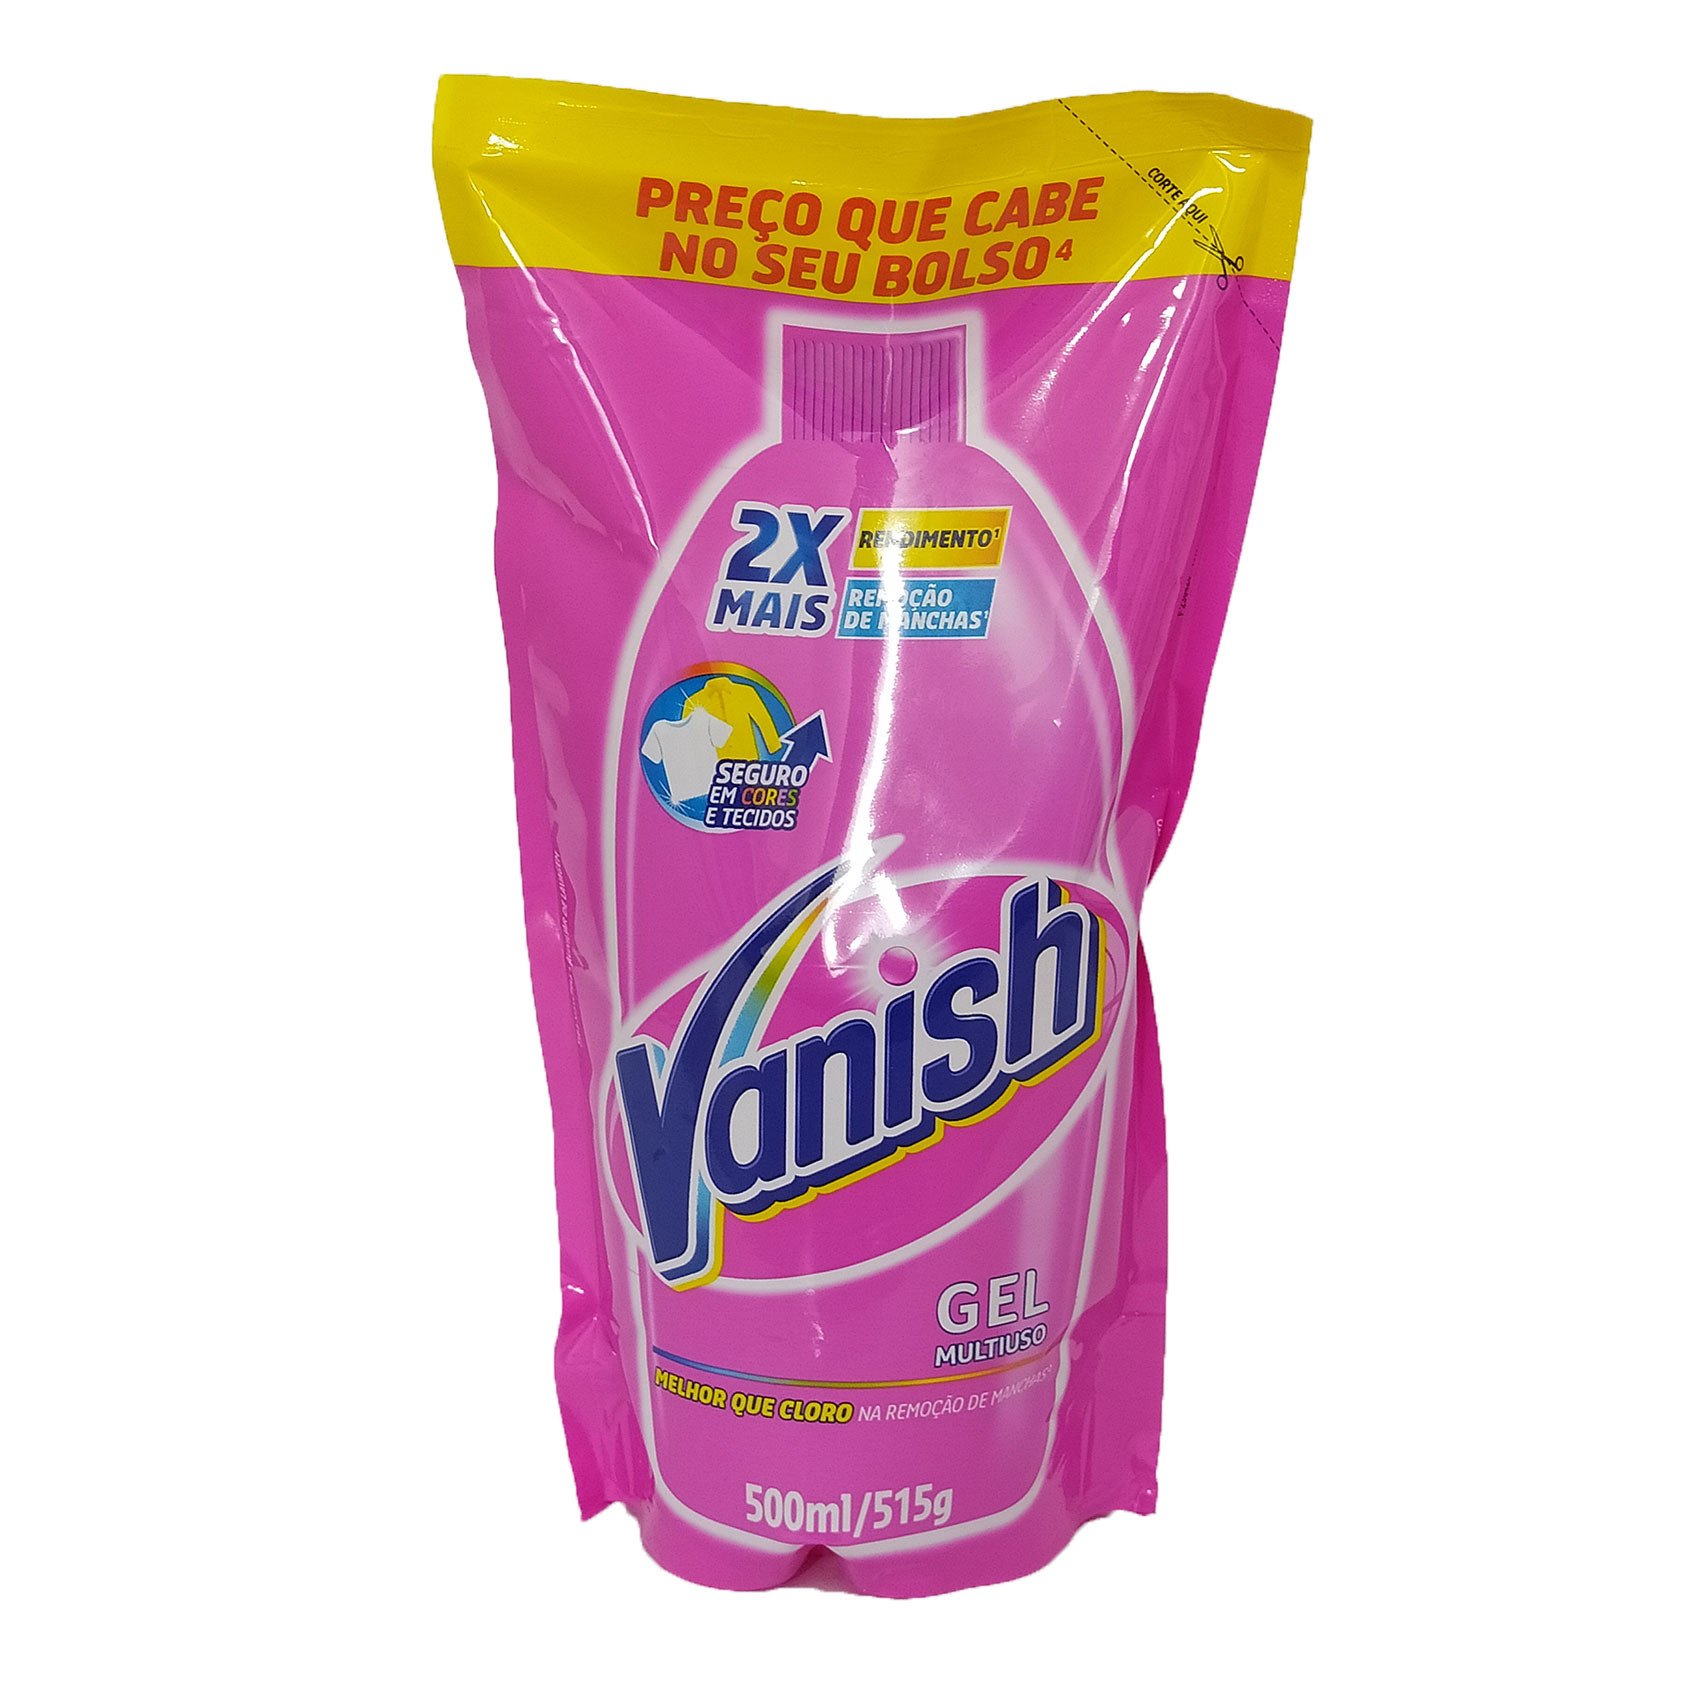 PREÇO QUE CABE
NO SEU BOLSO⁴
CORTE AQUI
2X
MAIS
RENDIMENTO¹
REMOÇÃO
DE MANCHAS¹
SEGURO
EM CORES
E TECIDOS
Vanish
GEL
MULTIUSO
MELHOR QUE CLORO NA REMOÇÃO DE MANCHAS
500ml/515g